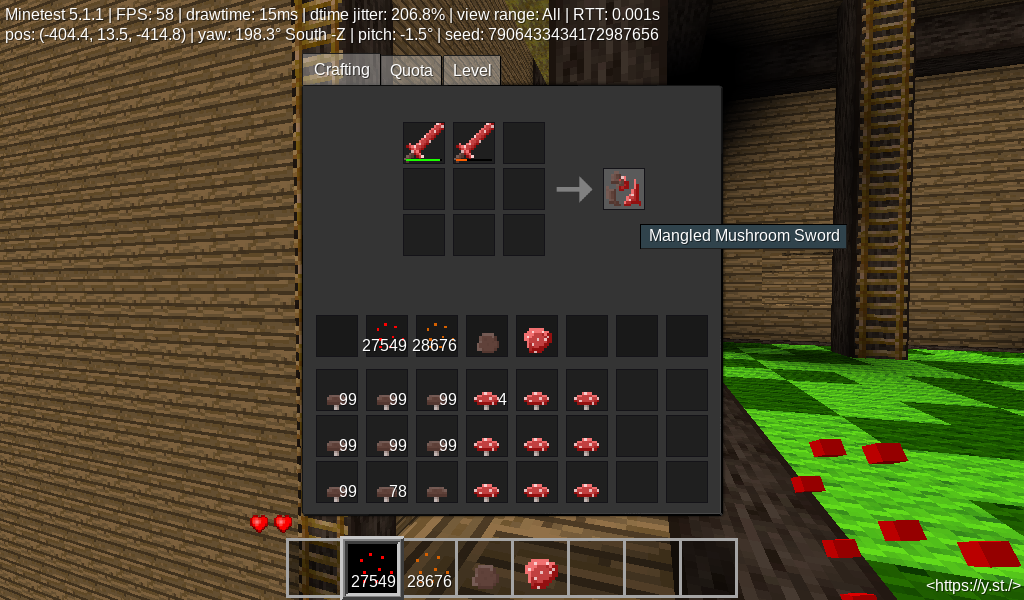 Minetest 5.1.1 | FPS: 58 | drawtime: 15ms | dtime jitter: 206.8% | view range: All | RTT: 0.001s
pos: (-404.4, 13.5, -414.8) | yaw: 198.3° South -Z | pitch: -1.5° | seed: 7906433434172987656
Crafting Quota Level
Mangled Mushroom Sword
27549 28676
99 99 99 4
99 99 99
99 78
27549 28676
<https://y.st./>